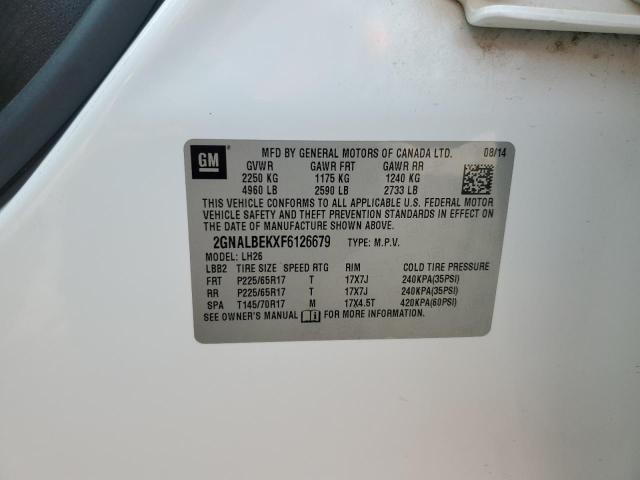 GM
MFD BY GENERAL MOTORS OF CANADA LTD. 08/14
GVWR GAWR FRT GAWR RR
2250 KG 1175 KG 1240 KG
4960 LB 2590 LB 2733 LB
THIS VEHICLE CONFORMS TO ALL APPLICABLE U.S. FEDERAL MOTOR
VEHICLE SAFETY AND THEFT PREVENTION STANDARDS IN EFFECT ON
THE DATE OF MANUFACTURE SHOWN ABOVE.
2GNALBEKXF6126679 TYPE: M.P.V.
MODEL: LH26
LBB2 TIRE SIZE SPEED RTG RIM COLD TIRE PRESSURE
FRT P225/65R17 T 17X7J 240KPA(35PSI)
RR P225/65R17 T 17X7J 240KPA(35PSI)
SPA T145/70R17 M 17X4.5T 420KPA(60PSI)
SEE OWNER'S MANUAL FOR MORE INFORMATION.